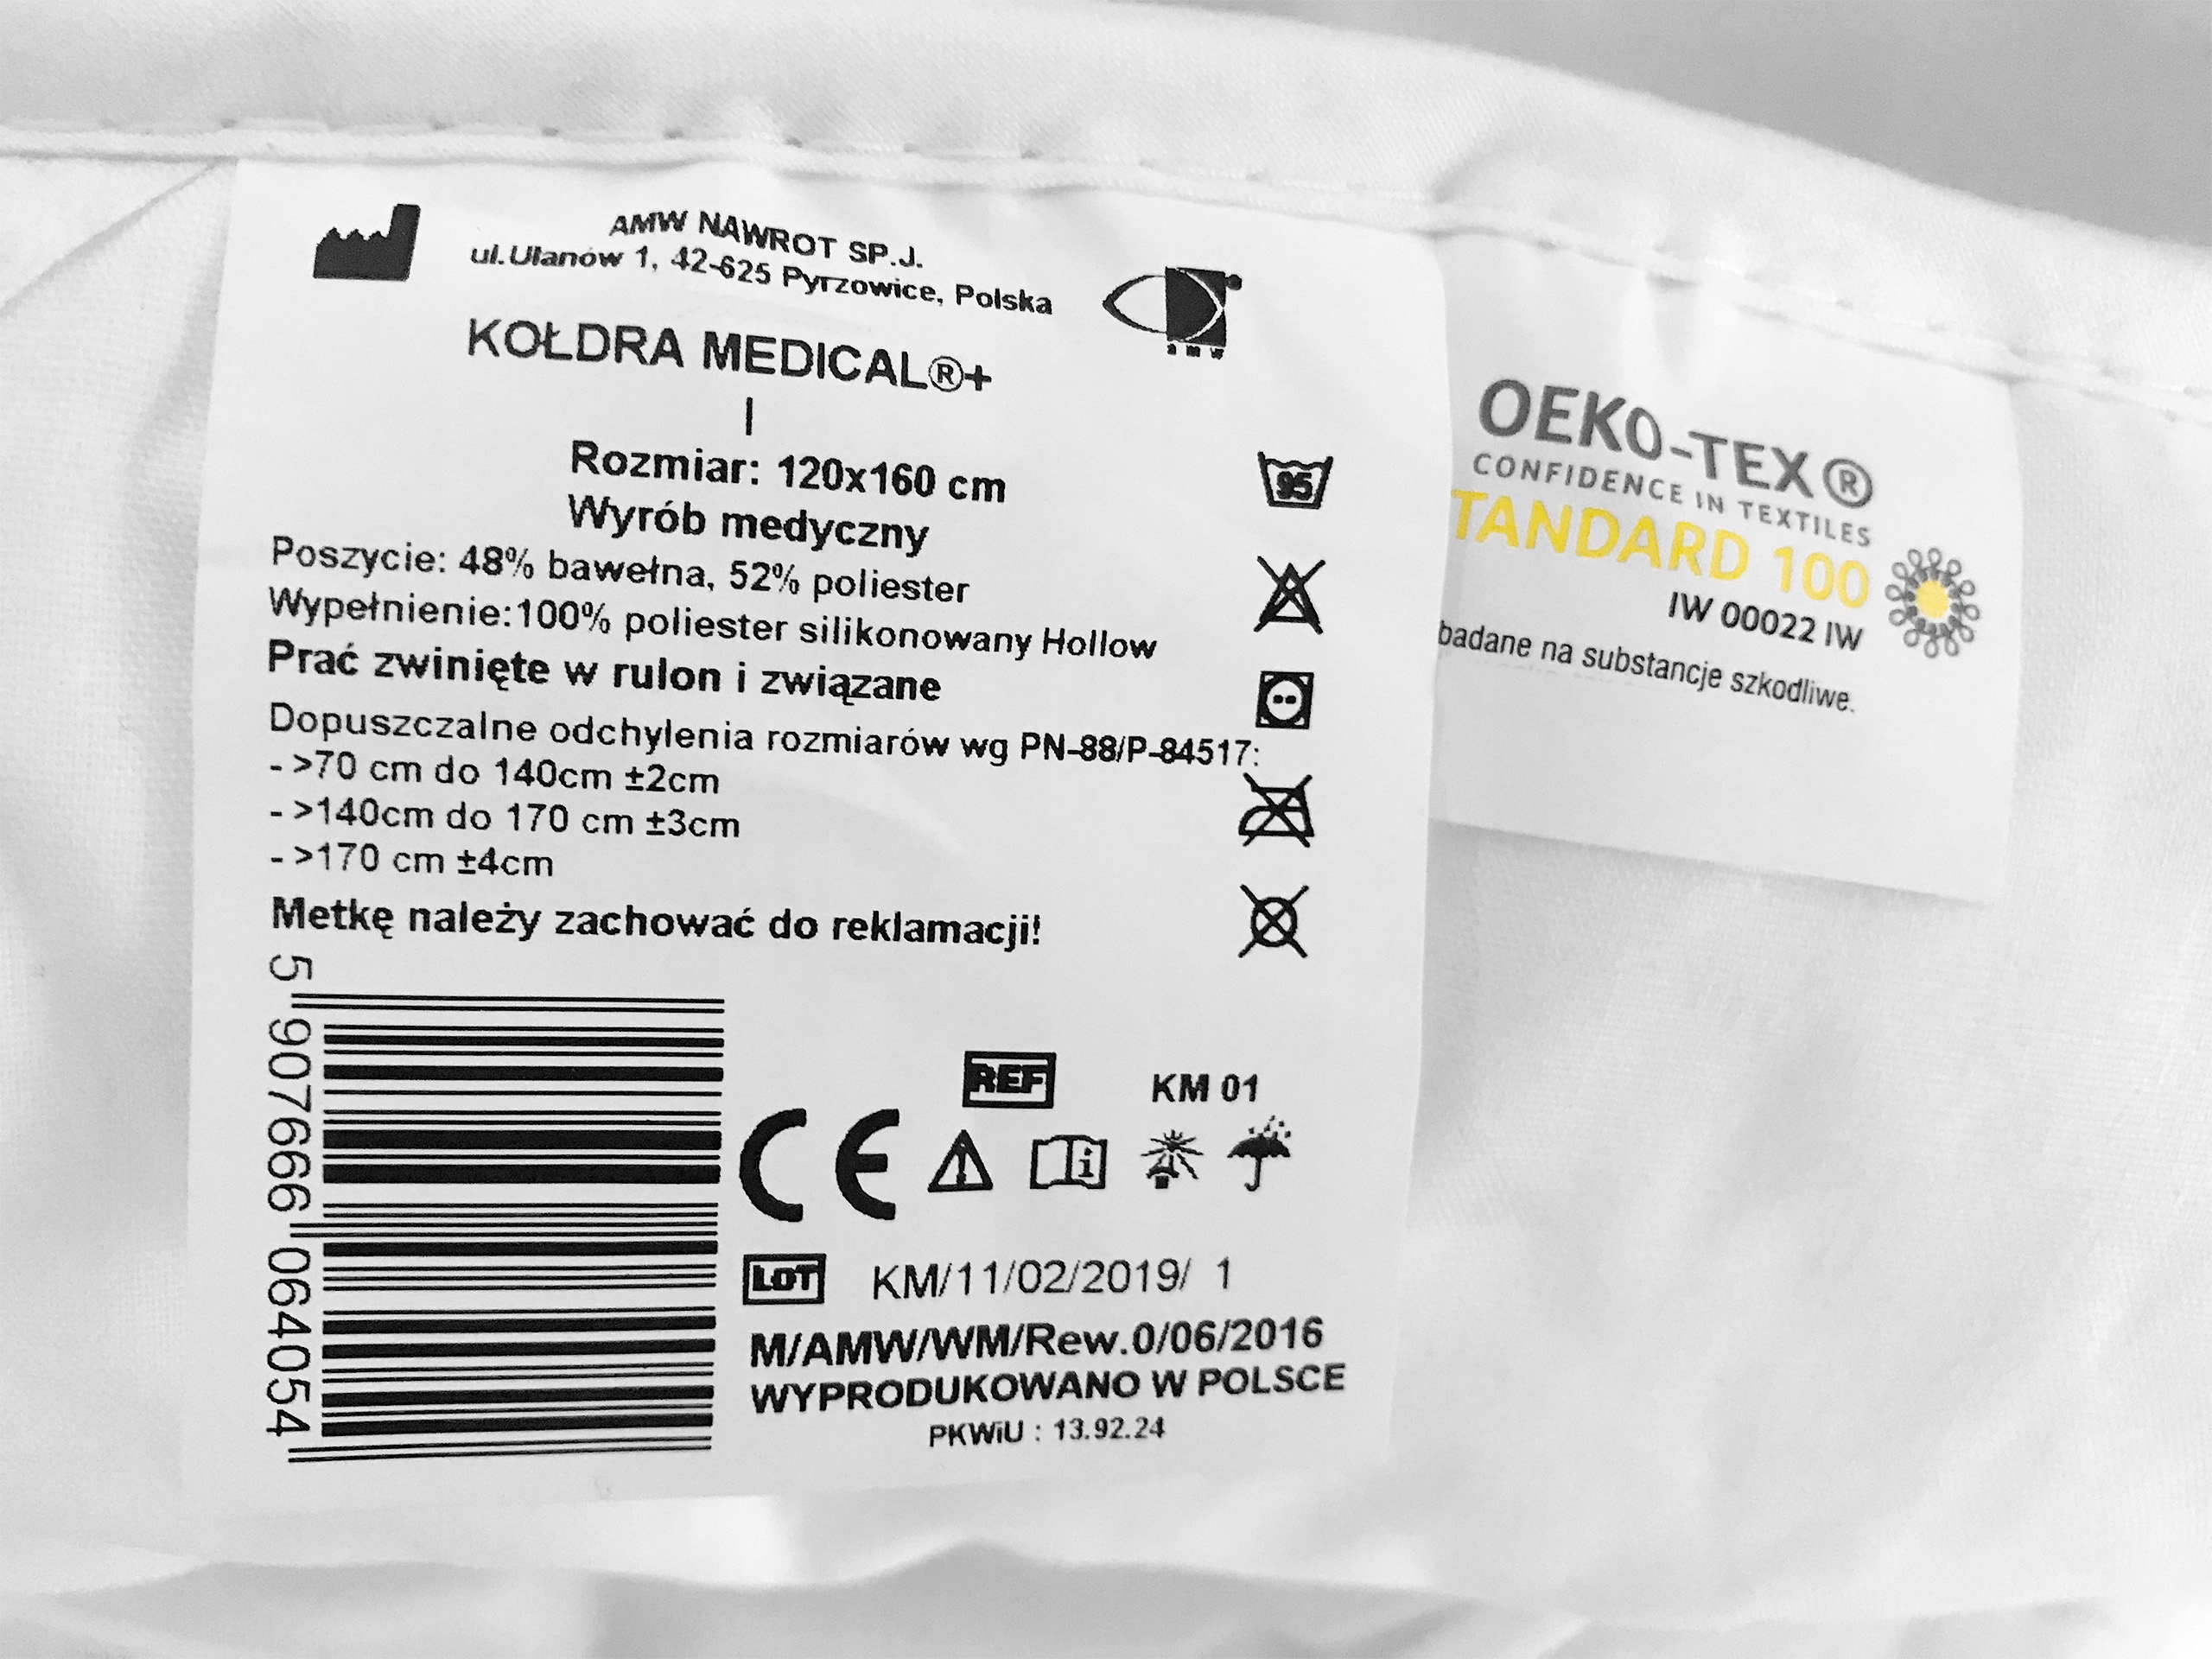 AMW NAWROT SP.J.
ul.Ułanów 1, 42-625 Pyrzowice, Polska
a m w
KOŁDRA MEDICAL®+
I
Rozmiar: 120x160 cm
Wyrób medyczny
Poszycie: 48% bawełna, 52% poliester
Wypełnienie:100% poliester silikonowany Hollow
Prać zwinięte w rulon i związane
Dopuszczalne odchylenia rozmiarów wg PN-88/P-84517:
- >70 cm do 140cm ±2cm
- >140cm do 170 cm ±3cm
- >170 cm ±4cm
Metkę należy zachować do reklamacji!
95
5 907666 064054
REF KM 01
CE
i
LOT KM/11/02/2019/ 1
M/AMW/WM/Rew.0/06/2016
WYPRODUKOWANO W POLSCE
PKWiU : 13.92.24
OEKO-TEX®
CONFIDENCE IN TEXTILES
TANDARD 100
IW 00022 IW
badane na substancje szkodliwe.